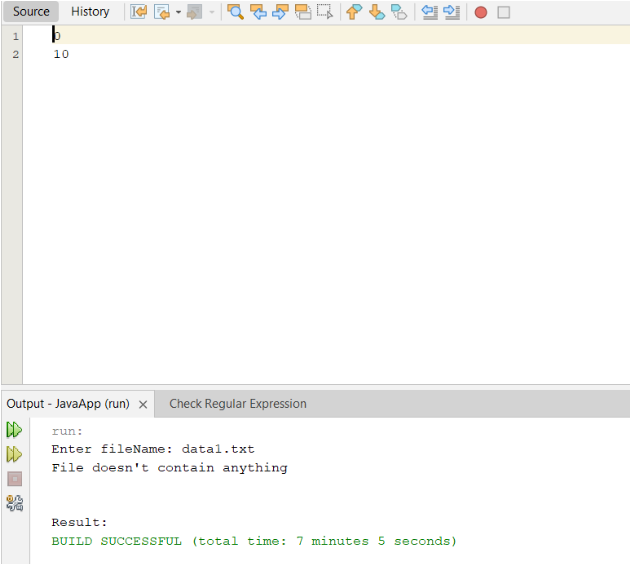 Source History
1 0
2 10
Output - JavaApp (run) Check Regular Expression
run:
Enter fileName: data1.txt
File doesn't contain anything
Result:
BUILD SUCCESSFUL (total time: 7 minutes 5 seconds)